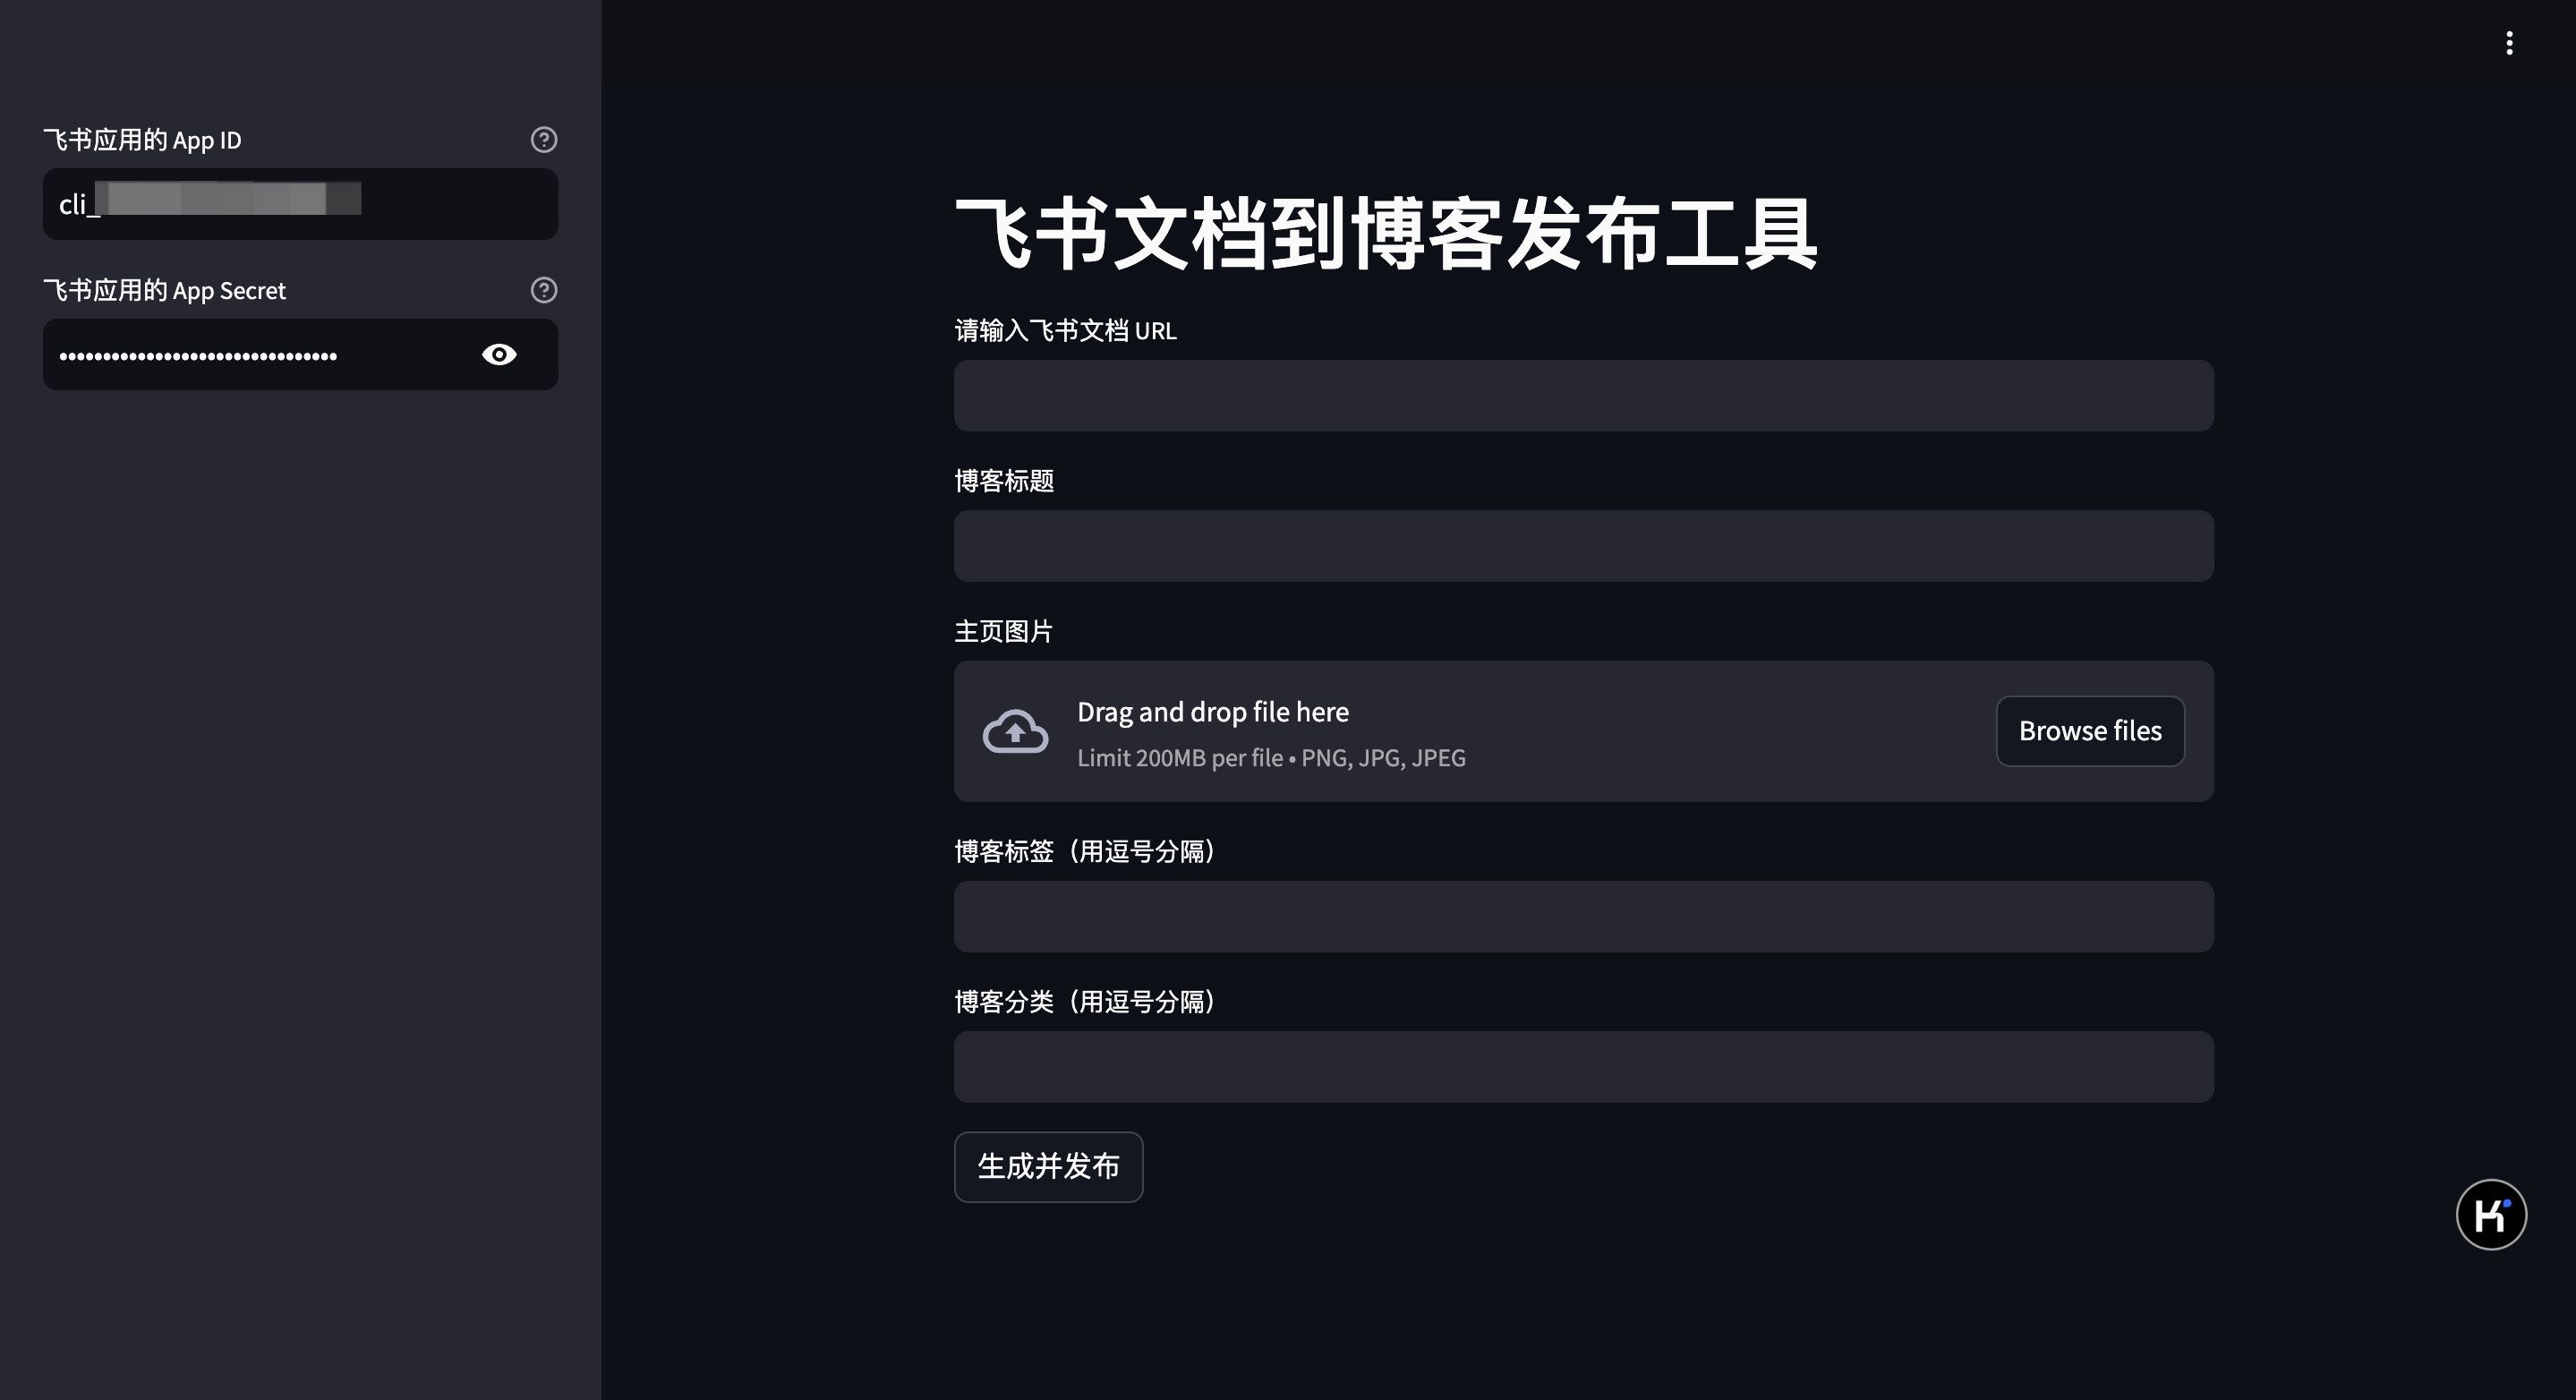 飞书应用的 App ID
cli_
飞书应用的 App Secret
飞书文档到博客发布工具
请输入飞书文档 URL
博客标题
主页图片
Drag and drop file here
Limit 200MB per file • PNG, JPG, JPEG
Browse files
博客标签（用逗号分隔）
博客分类（用逗号分隔）
生成并发布
K